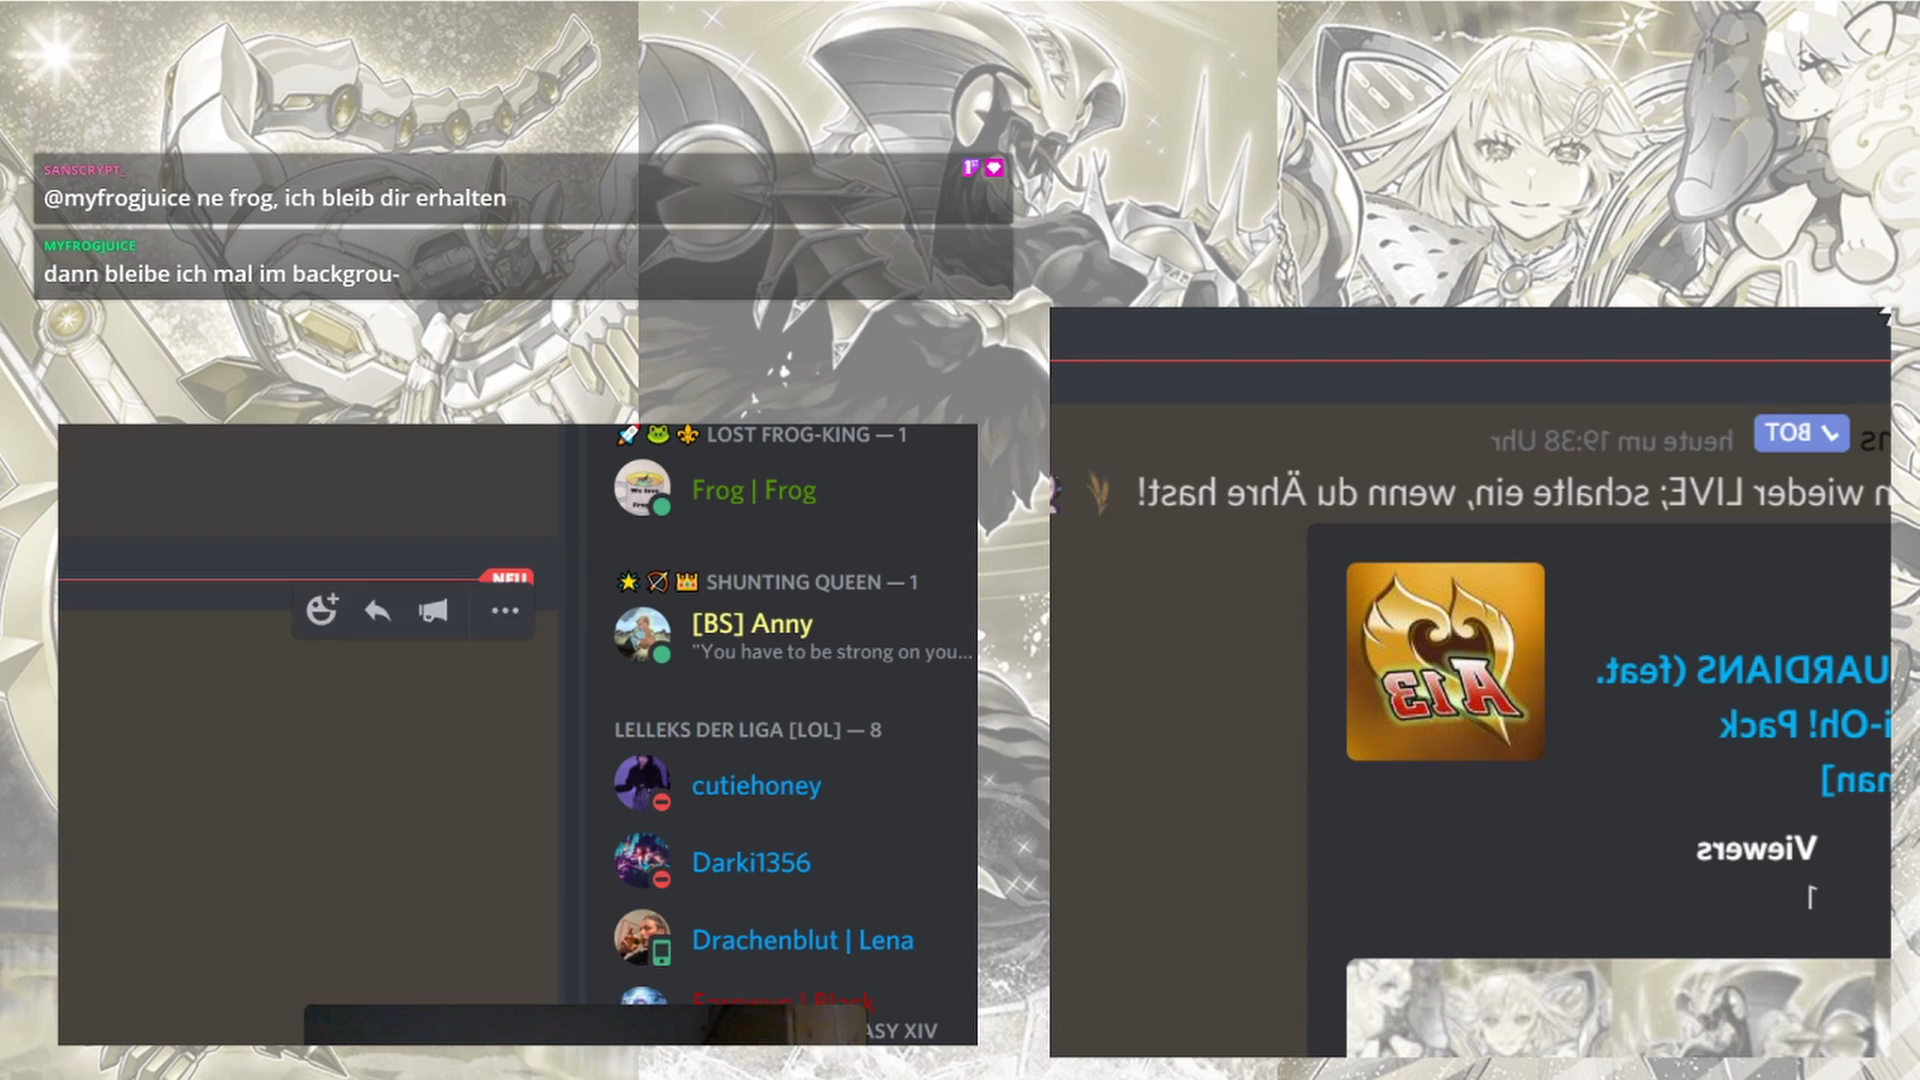 SANSCRYPT_
@myfrogjuice ne frog, ich bleib dir erhalten
MYFROGJUICE
dann bleibe ich mal im backgrou-
LOST FROG-KING — 1
Frog | Frog
NEU
SHUNTING QUEEN — 1
[BS] Anny
"You have to be strong on you...
LELLEKS DER LIGA [LOL] — 8
cutiehoney
Darki1356
Drachenblut | Lena
ASY XIV
ns ✓ BOT heute um 19:38 Uhr
n wieder LIVE; schalte ein, wenn du Ähre hast!
A13
UARDIANS (feat.
i-Oh! Pack
nan]
Viewers
1